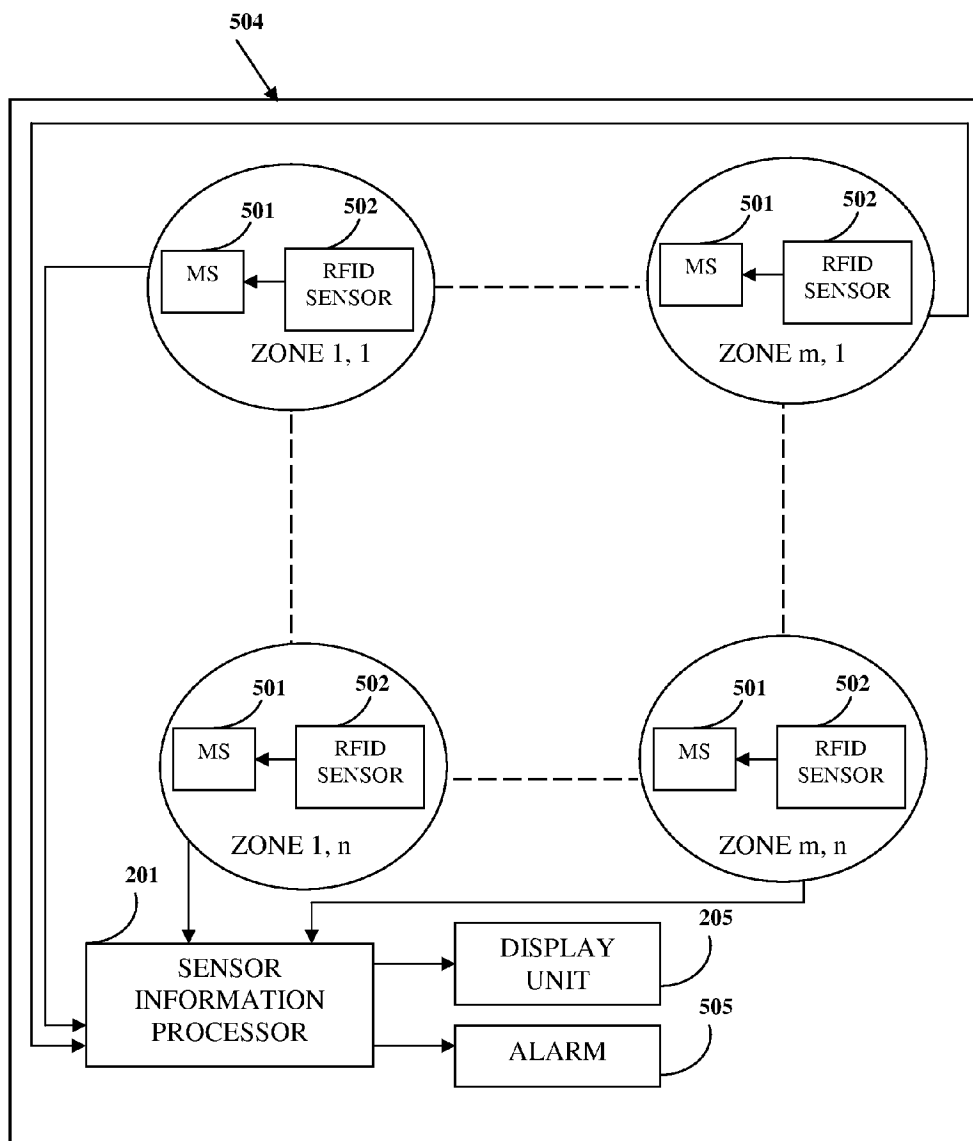 504
501
502
MS
RFID
SENSOR
ZONE 1, 1
501
502
MS
RFID
SENSOR
ZONE m, 1
501
502
MS
RFID
SENSOR
ZONE 1, n
501
502
MS
RFID
SENSOR
ZONE m, n
201
SENSOR
INFORMATION
PROCESSOR
205
DISPLAY
UNIT
505
ALARM